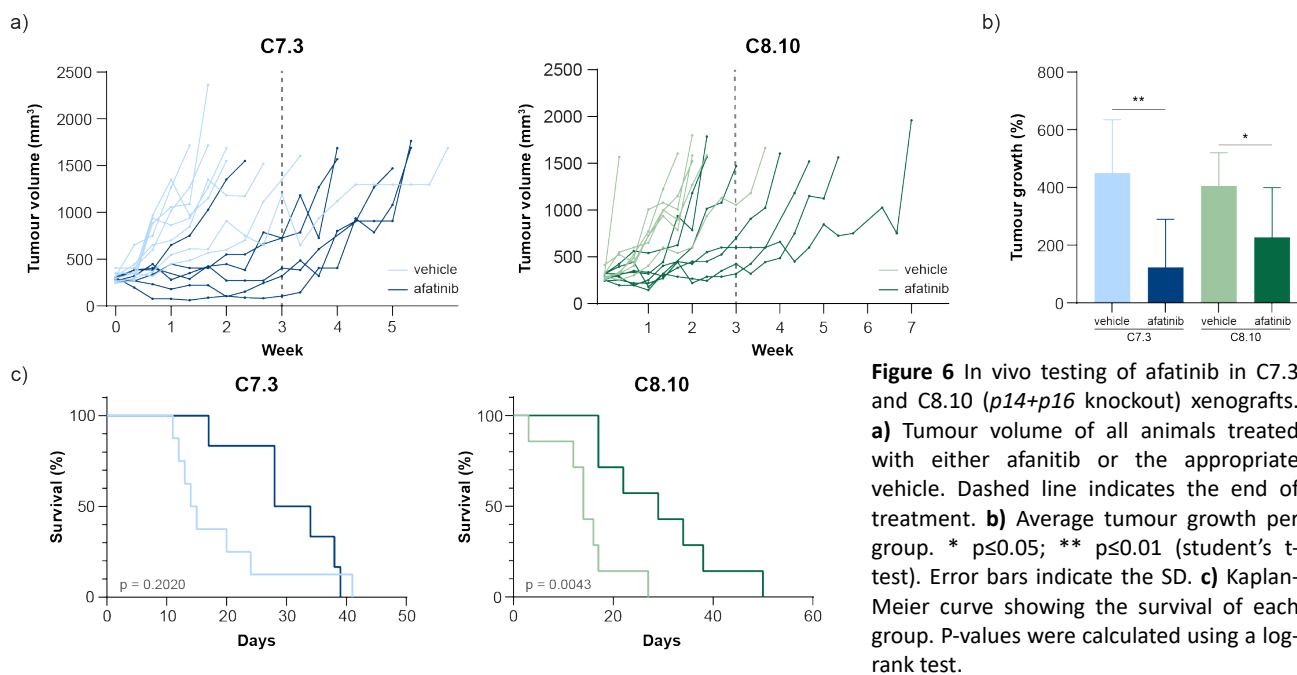 a)
C7.3
Tumour volume (mm³)
2500
2000
1500
1000
500
0
0 1 2 3 4 5
Week
vehicle
afatinib
C8.10
Tumour volume (mm³)
2500
2000
1500
1000
500
0
1 2 3 4 5 6 7
Week
vehicle
afatinib
b)
Tumour growth (%)
800
600
400
200
0
**
*
vehicle afatinib vehicle afatinib
C7.3 C8.10
c)
C7.3
Survival (%)
100
50
0
p = 0.2020
0 10 20 30 40 50
Days
C8.10
Survival (%)
100
50
0
p = 0.0043
0 20 40 60
Days
Figure 6 In vivo testing of afatinib in C7.3
and C8.10 (p14+p16 knockout) xenografts.
a) Tumour volume of all animals treated
with either afanitib or the appropriate
vehicle. Dashed line indicates the end of
treatment. b) Average tumour growth per
group. * p≤0.05; ** p≤0.01 (student's t-
test). Error bars indicate the SD. c) Kaplan-
Meier curve showing the survival of each
group. P-values were calculated using a log-
rank test.